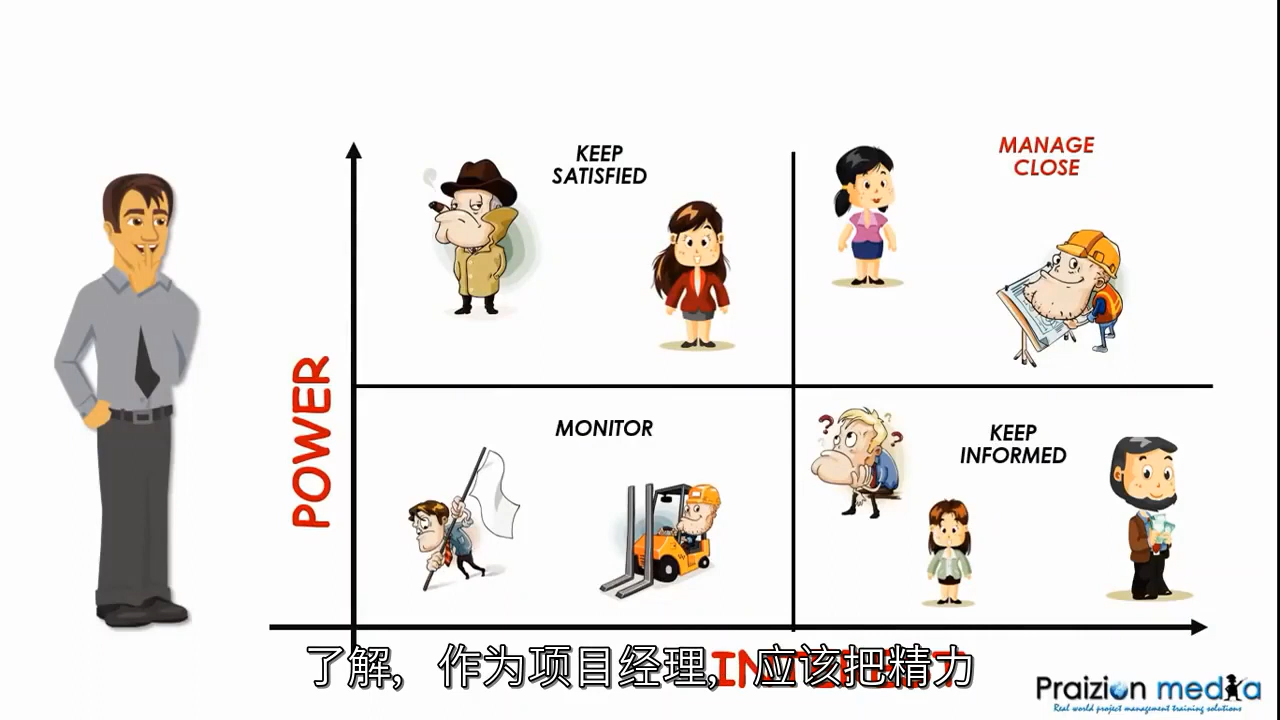 KEEP
SATISFIED
MANAGE
CLOSE
POWER
MONITOR
KEEP
INFORMED
了解, 作为项目经理, 应该把精力
Praizion media
Real world project management training solutions